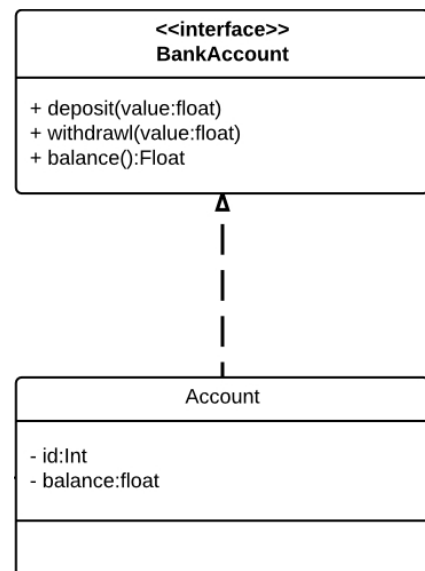 <<interface>>
BankAccount
+ deposit(value:float)
+ withdrawl(value:float)
+ balance():Float
Account
- id:Int
- balance:float